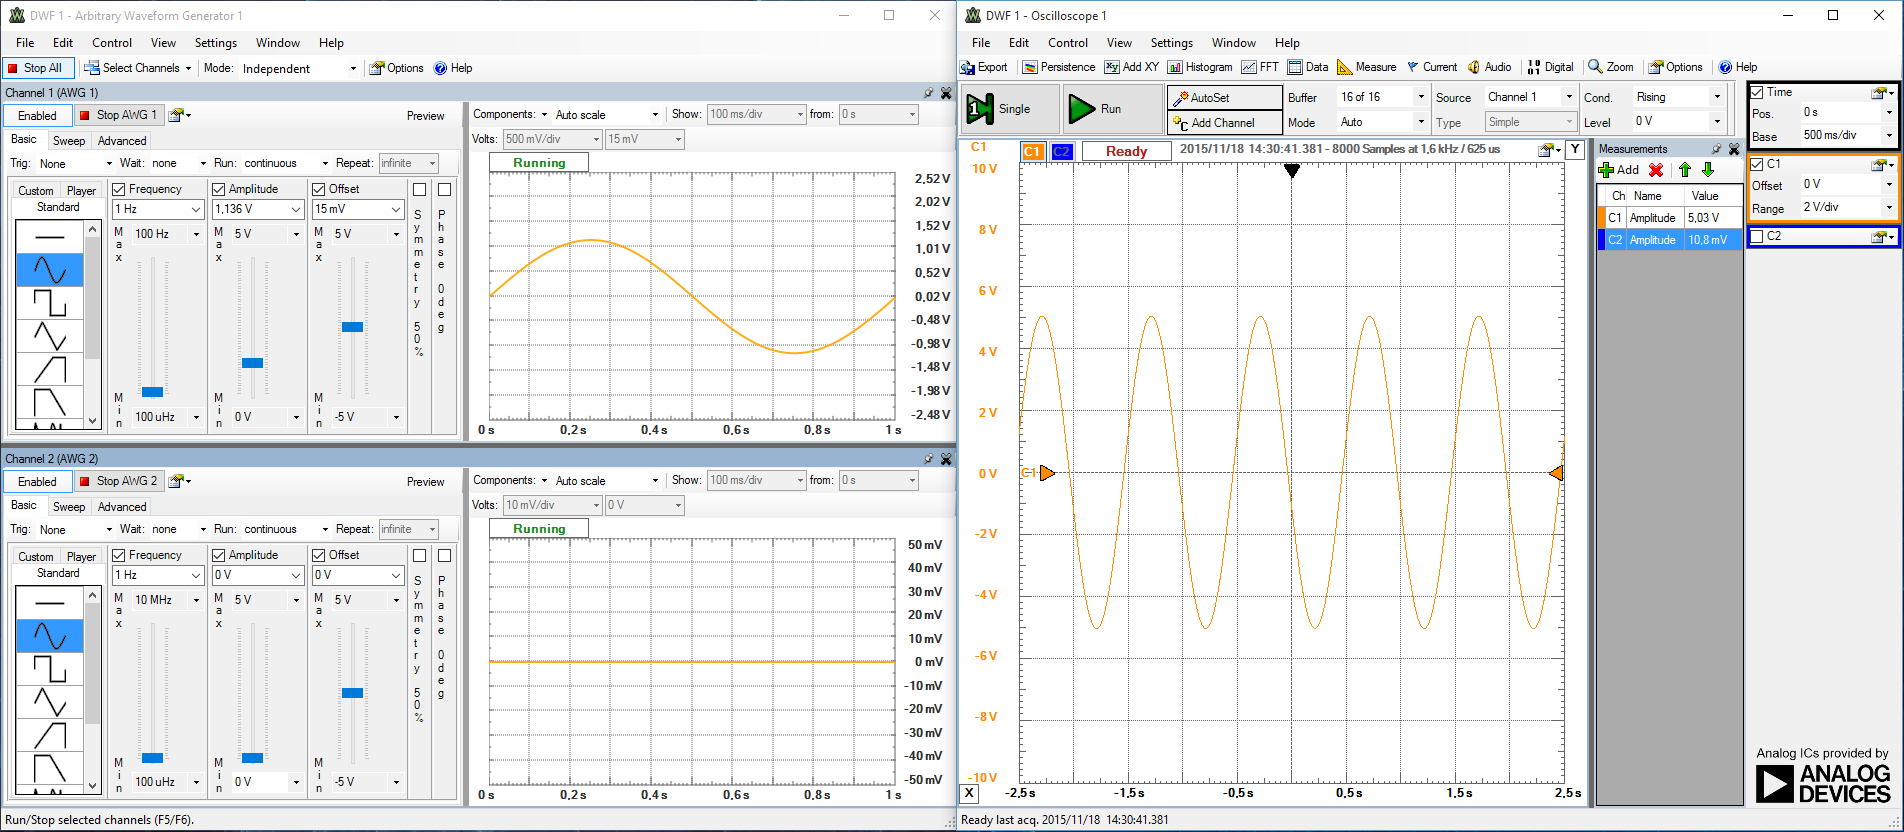 DWF 1 - Arbitrary Waveform Generator 1
File Edit Control View Settings Window Help
Stop All Select Channels Mode: Independent Options Help
Channel 1 (AWG 1)
Enabled Stop AWG 1 Preview
Basic Sweep Advanced
Trig: None Wait: none Run: continuous Repeat: infinite
Custom Player
Standard
Frequency Amplitude Offset
1 Hz 1,136 V 15 mV
Max 100 Hz 5 V 5 V
Min 100 uHz 0 V -5 V
Symmetry 50%
Phase 0deg
Components: Auto scale Show: 100 ms/div from: 0 s
Volts: 500 mV/div 15 mV
Running
2,52 V
2,02 V
1,52 V
1,01 V
0,52 V
0,02 V
-0,48 V
-0,98 V
-1,48 V
-1,98 V
-2,48 V
0 s 0,2 s 0,4 s 0,6 s 0,8 s 1 s
Channel 2 (AWG 2)
Enabled Stop AWG 2 Preview
Basic Sweep Advanced
Trig: None Wait: none Run: continuous Repeat: infinite
Custom Player
Standard
Frequency Amplitude Offset
1 Hz 0 V 0 V
Max 10 MHz Max 5 V Max 5 V
Min 100 uHz Min 0 V Min -5 V
Symmetry 50%
Phase 0deg
Components: Auto scale Show: 100 ms/div from: 0 s
Volts: 10 mV/div 0 V
Running
50 mV
40 mV
30 mV
20 mV
10 mV
0 mV
-10 mV
-20 mV
-30 mV
-40 mV
-50 mV
0 s 0,2 s 0,4 s 0,6 s 0,8 s 1 s
Run/Stop selected channels (F5/F6).
DWF 1 - Oscilloscope 1
File Edit Control View Settings Window Help
Export Persistence Add XY Histogram FFT Data Measure Current Audio Digital Zoom Options Help
1 Single Run AutoSet Add Channel
Buffer 16 of 16 Source Channel 1 Cond. Rising
Mode Auto Type Simple Level 0 V
C1 C1 C2 Ready 2015/11/18 14:30:41.381 - 8000 Samples at 1,6 kHz / 625 us Y
10 V
8 V
6 V
4 V
2 V
0 V C1
-2 V
-4 V
-6 V
-8 V
-10 V
X -2,5 s -1,5 s -0,5 s 0,5 s 1,5 s 2,5 s
Measurements
Add
Ch Name Value
C1 Amplitude 5,03 V
C2 Amplitude 10,8 mV
Time
Pos. 0 s
Base 500 ms/div
C1
Offset 0 V
Range 2 V/div
C2
Analog ICs provided by
ANALOG
DEVICES
Ready last acq. 2015/11/18 14:30:41.381